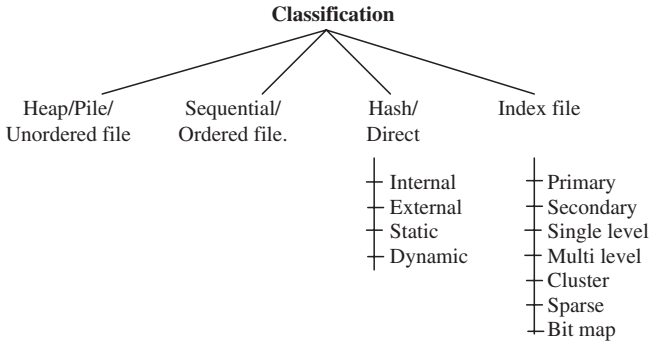 Classification
Heap/Pile/
Unordered file
Sequential/
Ordered file.
Hash/
Direct
Index file
Internal
External
Static
Dynamic
Primary
Secondary
Single level
Multi level
Cluster
Sparse
Bit map